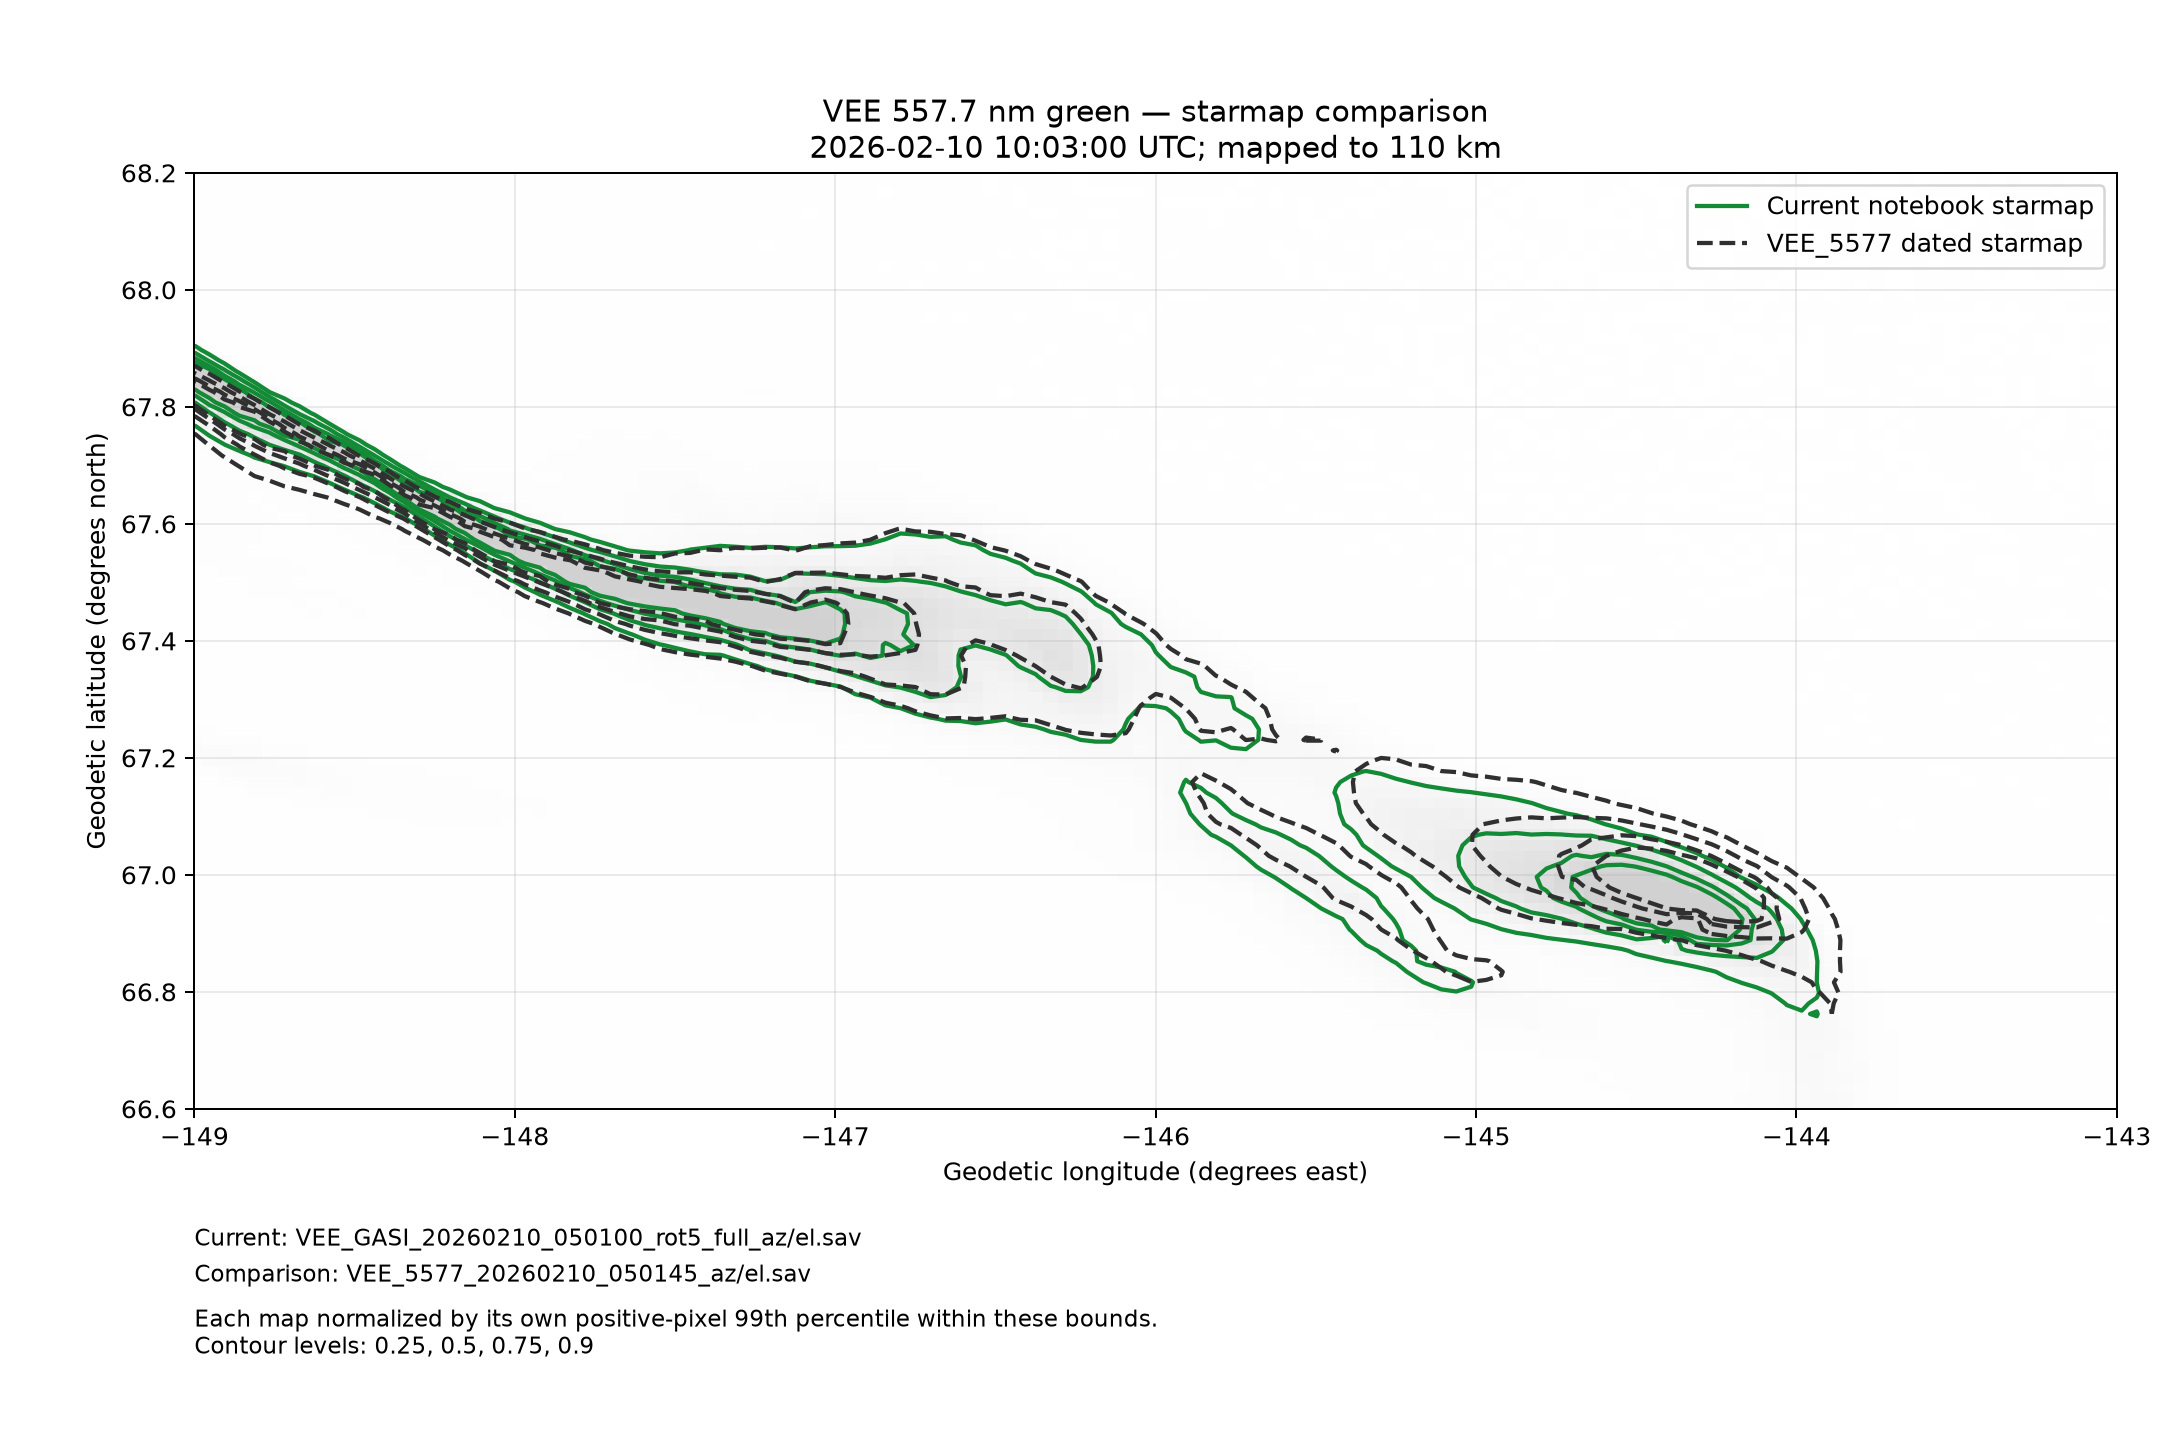 VEE 557.7 nm green — starmap comparison
2026-02-10 10:03:00 UTC; mapped to 110 km
Current notebook starmap
VEE_5577 dated starmap
68.2
68.0
67.8
67.6
67.4
67.2
67.0
66.8
66.6
Geodetic latitude (degrees north)
−149 −148 −147 −146 −145 −144 −143
Geodetic longitude (degrees east)
Current: VEE_GASI_20260210_050100_rot5_full_az/el.sav
Comparison: VEE_5577_20260210_050145_az/el.sav
Each map normalized by its own positive-pixel 99th percentile within these bounds.
Contour levels: 0.25, 0.5, 0.75, 0.9